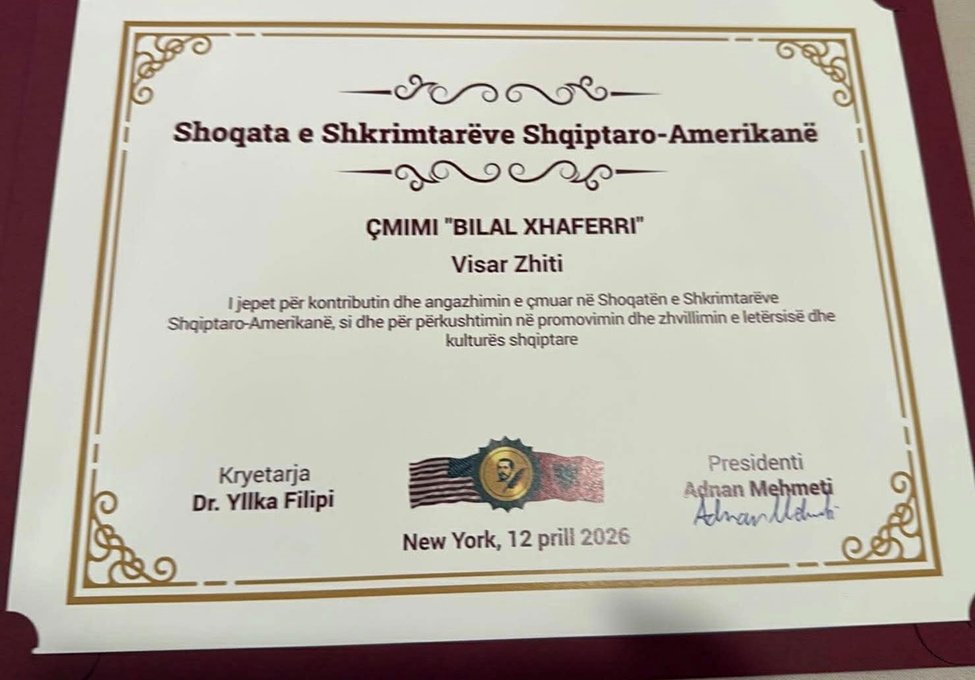 Shoqata e Shkrimtarëve Shqiptaro-Amerikanë
ÇMIMI "BILAL XHAFERRI"
Visar Zhiti
I jepet për kontributin dhe angazhimin e çmuar në Shoqatën e Shkrimtarëve
Shqiptaro-Amerikanë, si dhe për përkushtimin në promovimin dhe zhvillimin e letërsisë dhe
kulturës shqiptare
Kryetarja
Dr. Yllka Filipi
Presidenti
Adnan Mehmeti
New York, 12 prill 2026